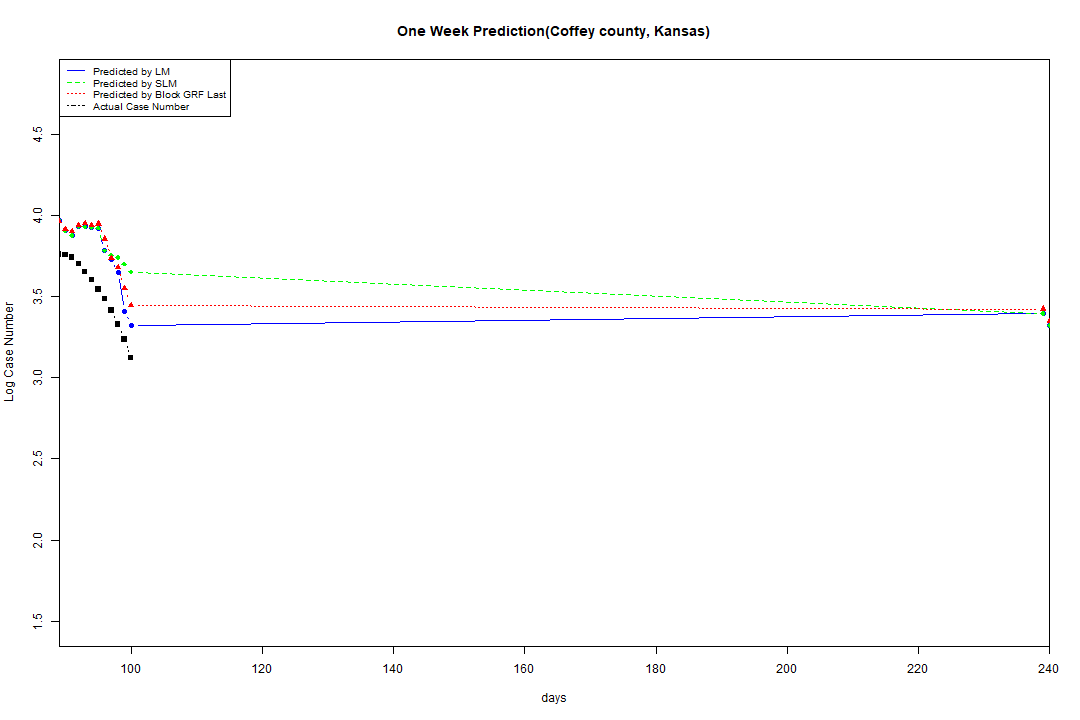 One Week Prediction(Coffey county, Kansas)
Predicted by LM
Predicted by SLM
Predicted by Block GRF Last
Actual Case Number
Log Case Number
4.5
4.0
3.5
3.0
2.5
2.0
1.5
100 120 140 160 180 200 220 240
days